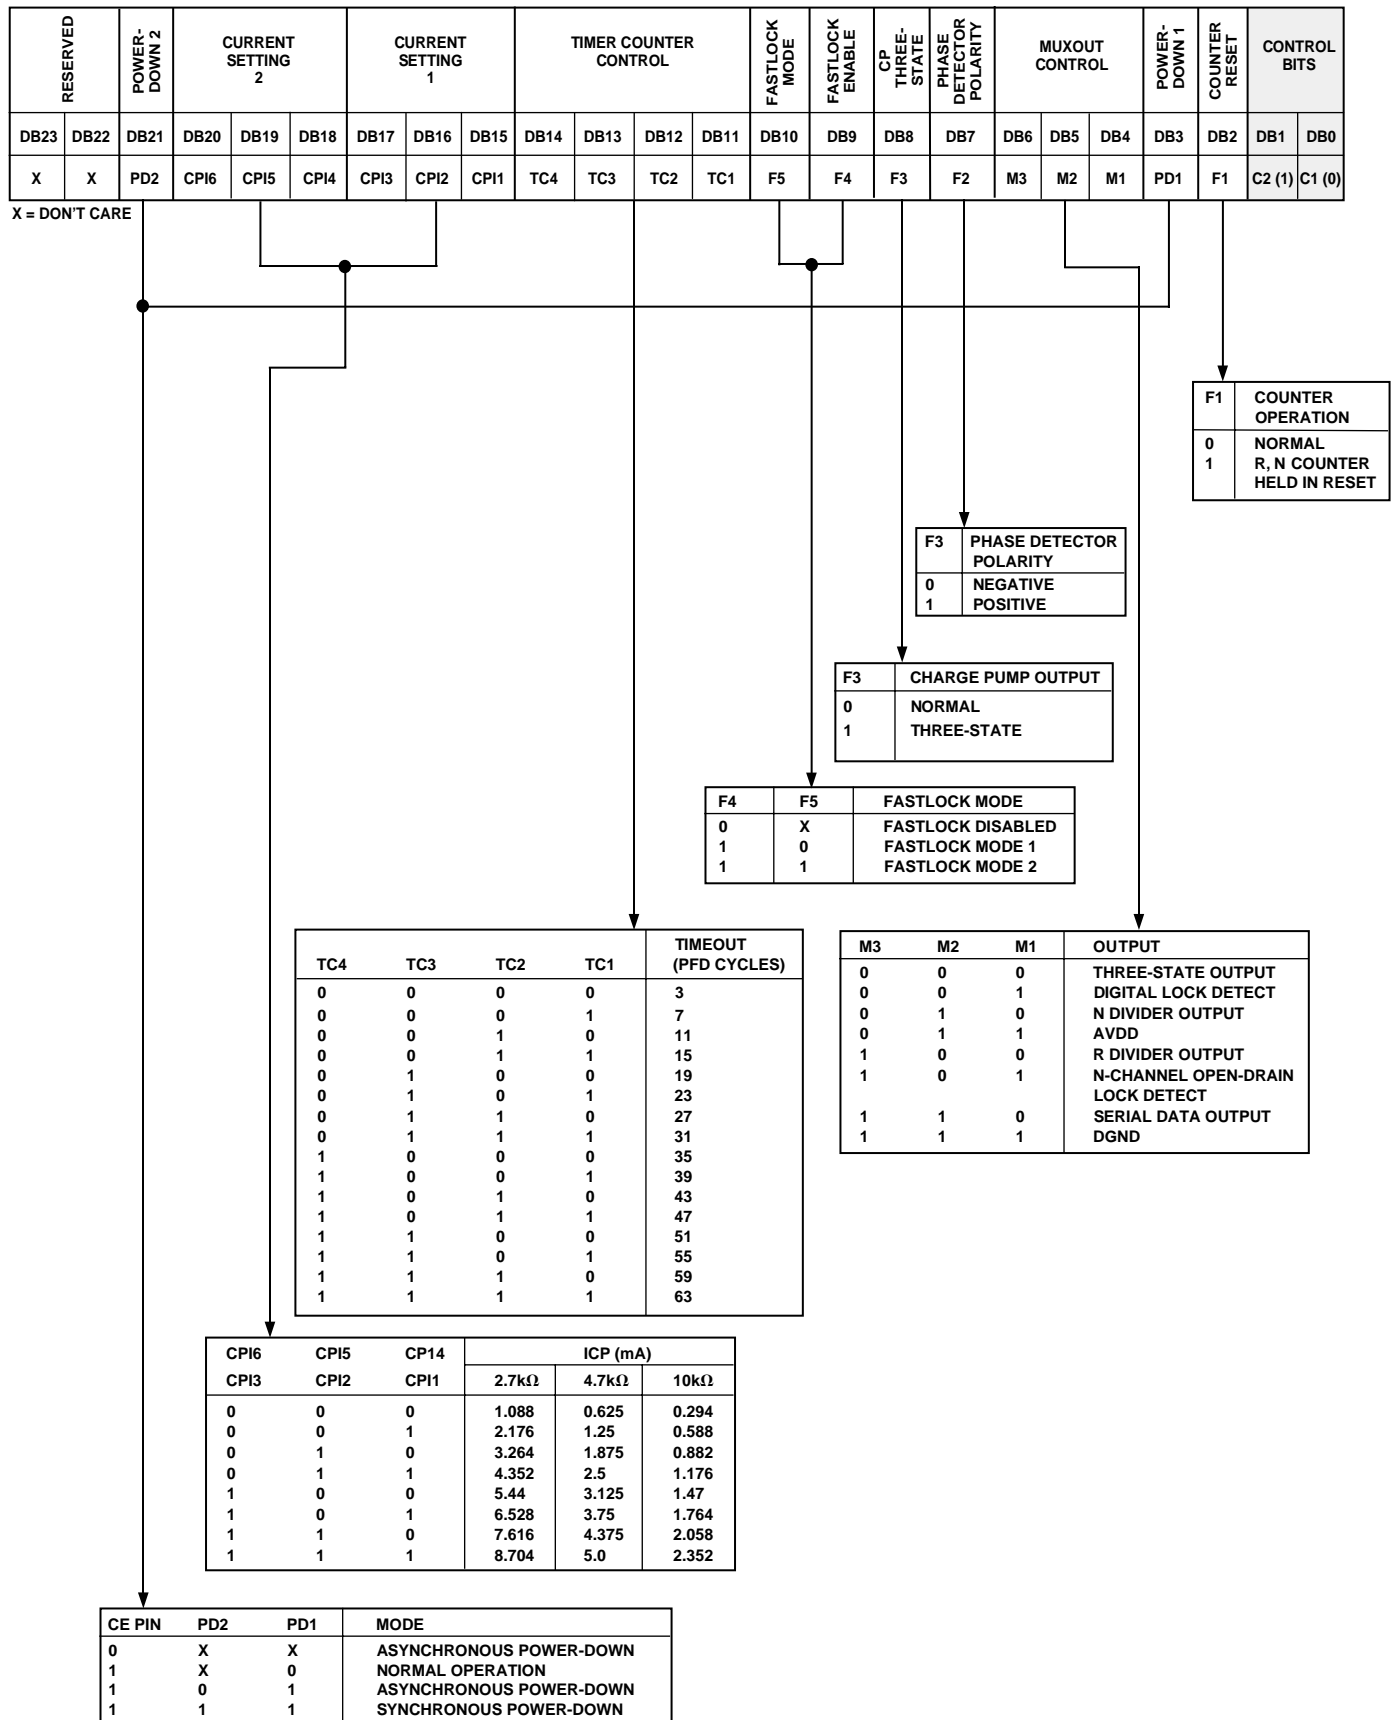 RESERVED
POWER-
DOWN 2
CURRENT
SETTING
2
CURRENT
SETTING
1
TIMER COUNTER
CONTROL
FASTLOCK
MODE
FASTLOCK
ENABLE
CP
THREE-
STATE
PHASE
DETECTOR
POLARITY
MUXOUT
CONTROL
POWER-
DOWN 1
COUNTER
RESET
CONTROL
BITS
DB23 DB22 DB21 DB20 DB19 DB18 DB17 DB16 DB15 DB14 DB13 DB12 DB11 DB10 DB9 DB8 DB7 DB6 DB5 DB4 DB3 DB2 DB1 DB0
X X PD2 CPI6 CPI5 CPI4 CPI3 CPI2 CPI1 TC4 TC3 TC2 TC1 F5 F4 F3 F2 M3 M2 M1 PD1 F1 C2 (1) C1 (0)
X = DON'T CARE
F1 COUNTER
OPERATION
0 NORMAL
1 R, N COUNTER
HELD IN RESET
F3 PHASE DETECTOR
POLARITY
0 NEGATIVE
1 POSITIVE
F3 CHARGE PUMP OUTPUT
0 NORMAL
1 THREE-STATE
F4 F5 FASTLOCK MODE
0 X FASTLOCK DISABLED
1 0 FASTLOCK MODE 1
1 1 FASTLOCK MODE 2
TIMEOUT
TC4 TC3 TC2 TC1 (PFD CYCLES)
0 0 0 0 3
0 0 0 1 7
0 0 1 0 11
0 0 1 1 15
0 1 0 0 19
0 1 0 1 23
0 1 1 0 27
0 1 1 1 31
1 0 0 0 35
1 0 0 1 39
1 0 1 0 43
1 0 1 1 47
1 1 0 0 51
1 1 0 1 55
1 1 1 0 59
1 1 1 1 63
M3 M2 M1 OUTPUT
0 0 0 THREE-STATE OUTPUT
0 0 1 DIGITAL LOCK DETECT
0 1 0 N DIVIDER OUTPUT
0 1 1 AVDD
1 0 0 R DIVIDER OUTPUT
1 0 1 N-CHANNEL OPEN-DRAIN
LOCK DETECT
1 1 0 SERIAL DATA OUTPUT
1 1 1 DGND
CPI6 CPI5 CP14 ICP (mA)
CPI3 CPI2 CPI1 2.7kΩ 4.7kΩ 10kΩ
0 0 0 1.088 0.625 0.294
0 0 1 2.176 1.25 0.588
0 1 0 3.264 1.875 0.882
0 1 1 4.352 2.5 1.176
1 0 0 5.44 3.125 1.47
1 0 1 6.528 3.75 1.764
1 1 0 7.616 4.375 2.058
1 1 1 8.704 5.0 2.352
CE PIN PD2 PD1 MODE
0 X X ASYNCHRONOUS POWER-DOWN
1 X 0 NORMAL OPERATION
1 0 1 ASYNCHRONOUS POWER-DOWN
1 1 1 SYNCHRONOUS POWER-DOWN